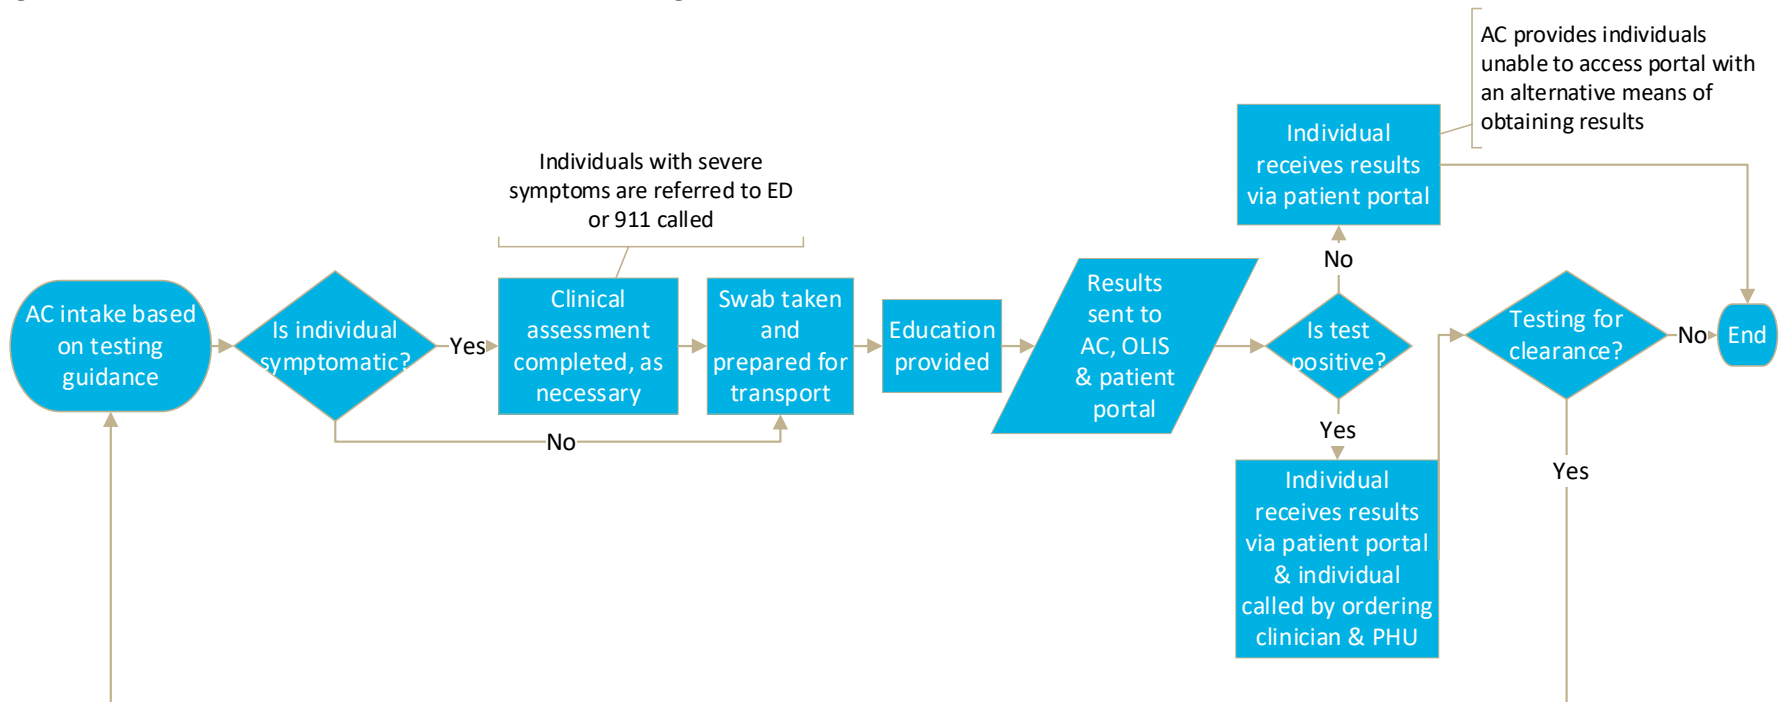 AC intake based
on testing
guidance
Is individual
symptomatic?
Yes
No
Individuals with severe
symptoms are referred to ED
or 911 called
Clinical
assessment
completed, as
necessary
Swab taken
and
prepared for
transport
Education
provided
Results
sent to
AC, OLIS
& patient
portal
Is test
positive?
No
Yes
Individual
receives results
via patient portal
AC provides individuals
unable to access portal with
an alternative means of
obtaining results
Individual
receives results
via patient portal
& individual
called by ordering
clinician & PHU
Testing for
clearance?
No
Yes
End